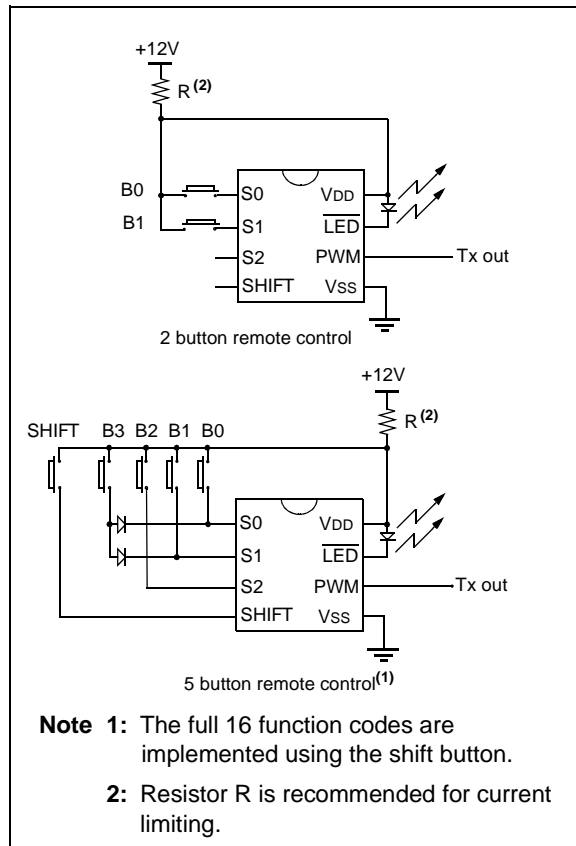 +12V
R(2)
B0
S0
VDD
B1
S1
LED
S2
PWM
Tx out
SHIFT
VSS
2 button remote control
+12V
R(2)
SHIFT B3 B2 B1 B0
S0
VDD
S1
LED
S2
PWM
Tx out
SHIFT
VSS
5 button remote control(1)
Note 1: The full 16 function codes are
implemented using the shift button.
2: Resistor R is recommended for current
limiting.